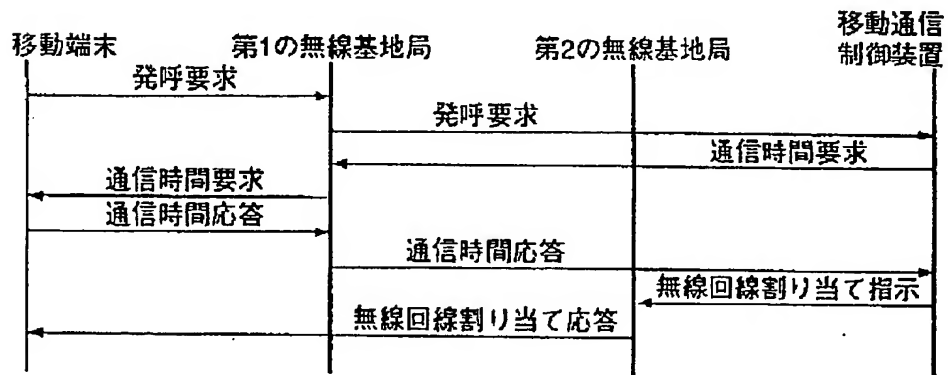 移動端末
第1の無線基地局
第2の無線基地局
移動通信
制御装置
発呼要求
発呼要求
通信時間要求
通信時間要求
通信時間応答
通信時間応答
無線回線割り当て指示
無線回線割り当て応答